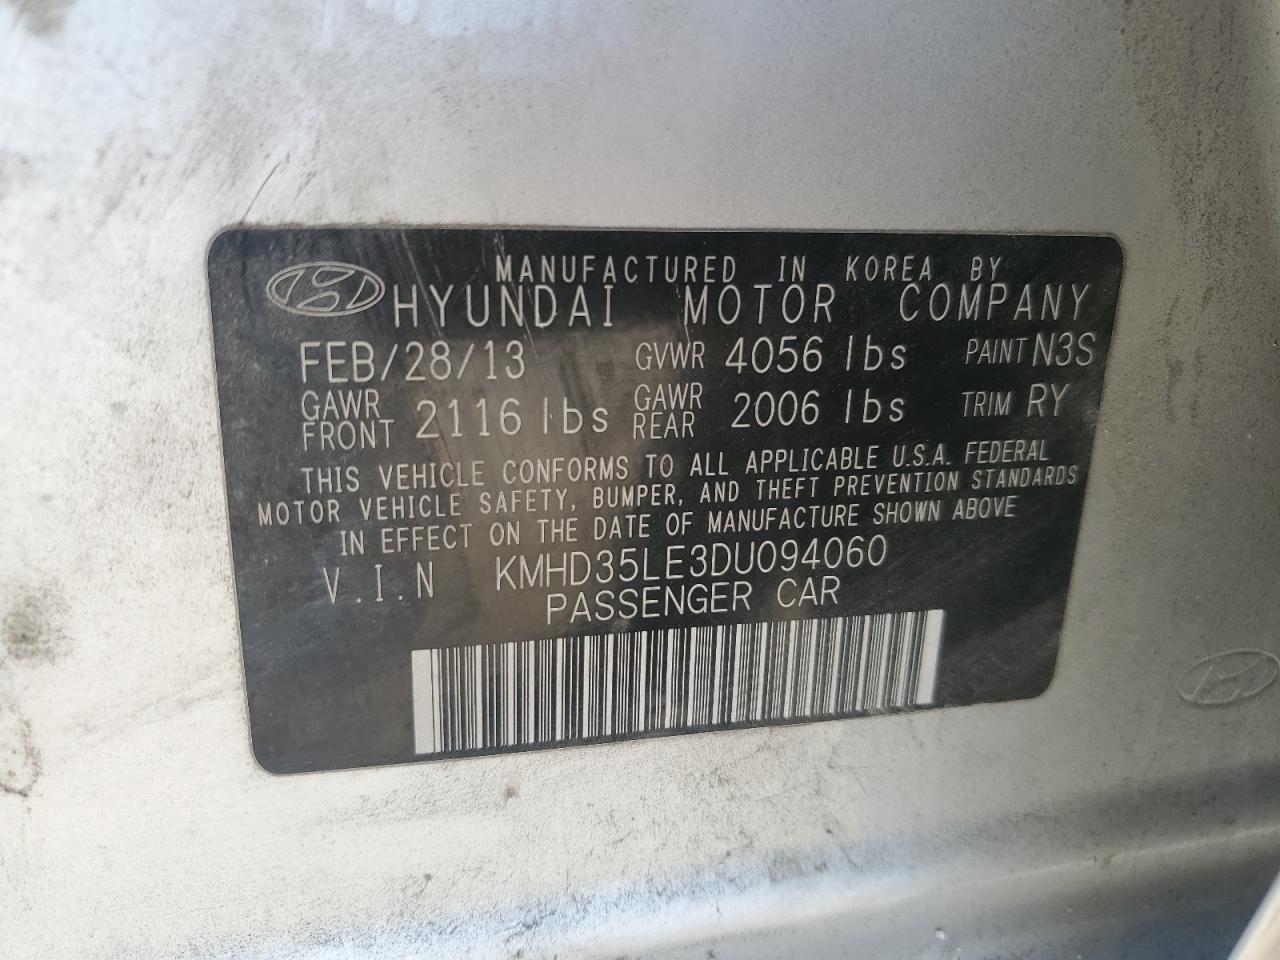 MANUFACTURED IN KOREA BY
HYUNDAI MOTOR COMPANY
FEB/28/13 GVWR 4056 lbs PAINT N3S
GAWR FRONT 2116 lbs GAWR REAR 2006 lbs TRIM RY
THIS VEHICLE CONFORMS TO ALL APPLICABLE U.S.A. FEDERAL
MOTOR VEHICLE SAFETY, BUMPER, AND THEFT PREVENTION STANDARDS
IN EFFECT ON THE DATE OF MANUFACTURE SHOWN ABOVE
V.I.N KMHD35LE3DU094060
PASSENGER CAR